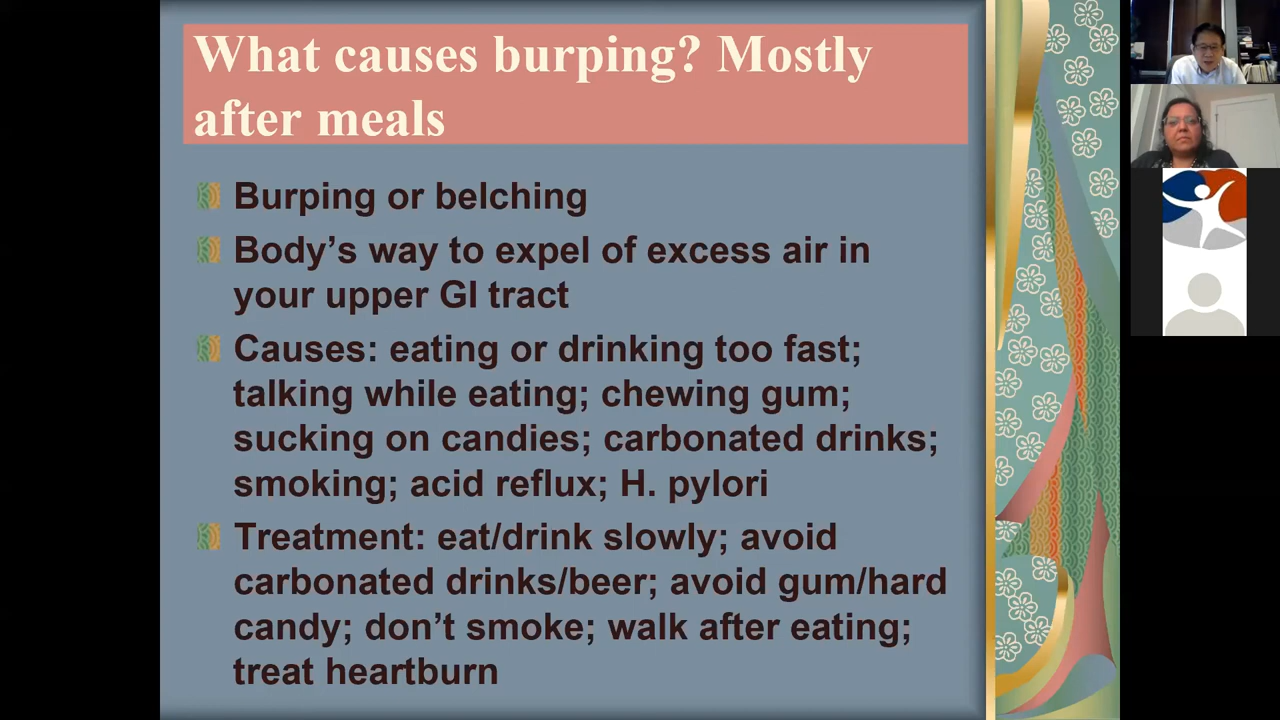 What causes burping? Mostly
after meals
Burping or belching
Body’s way to expel of excess air in
your upper GI tract
Causes: eating or drinking too fast;
talking while eating; chewing gum;
sucking on candies; carbonated drinks;
smoking; acid reflux; H. pylori
Treatment: eat/drink slowly; avoid
carbonated drinks/beer; avoid gum/hard
candy; don’t smoke; walk after eating;
treat heartburn